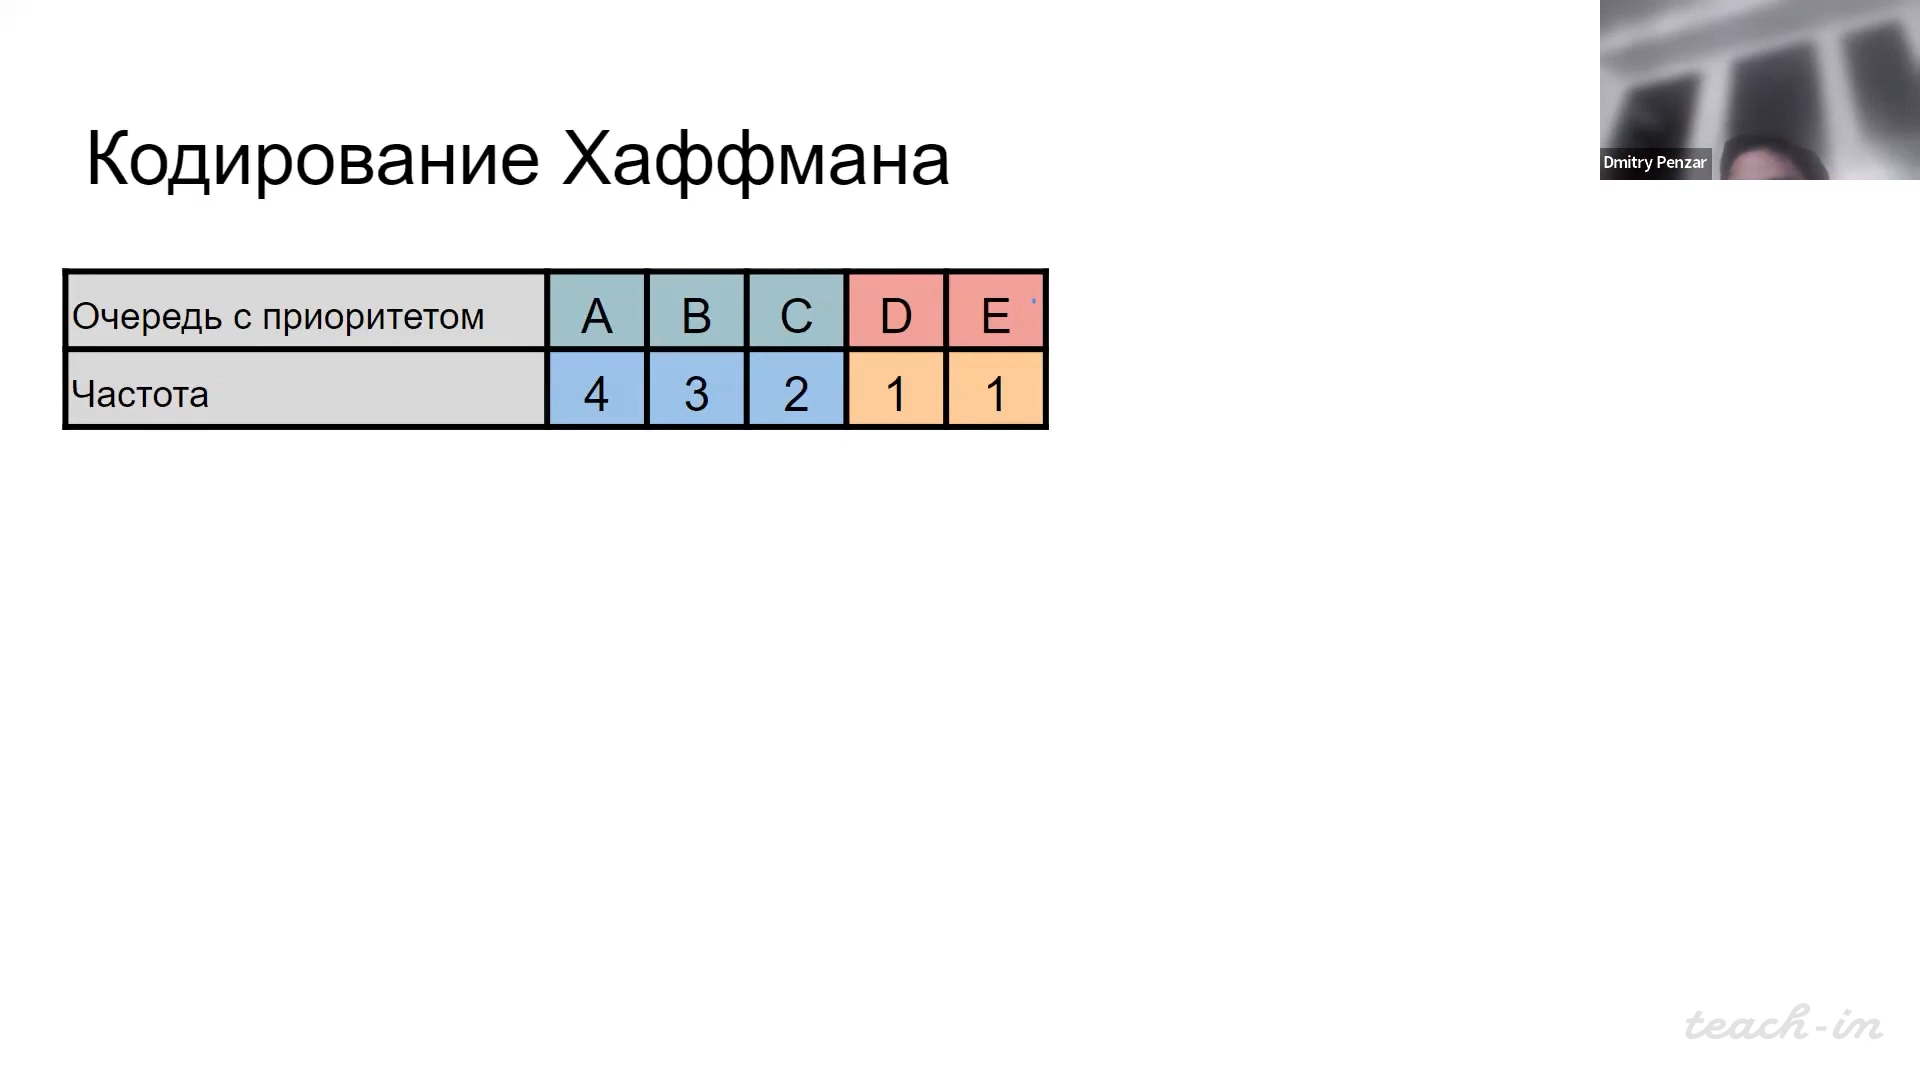 Кодирование Хаффмана
Dmitry Penzar
Очередь с приоритетом A B C D E
Частота 4 3 2 1 1
teach-in